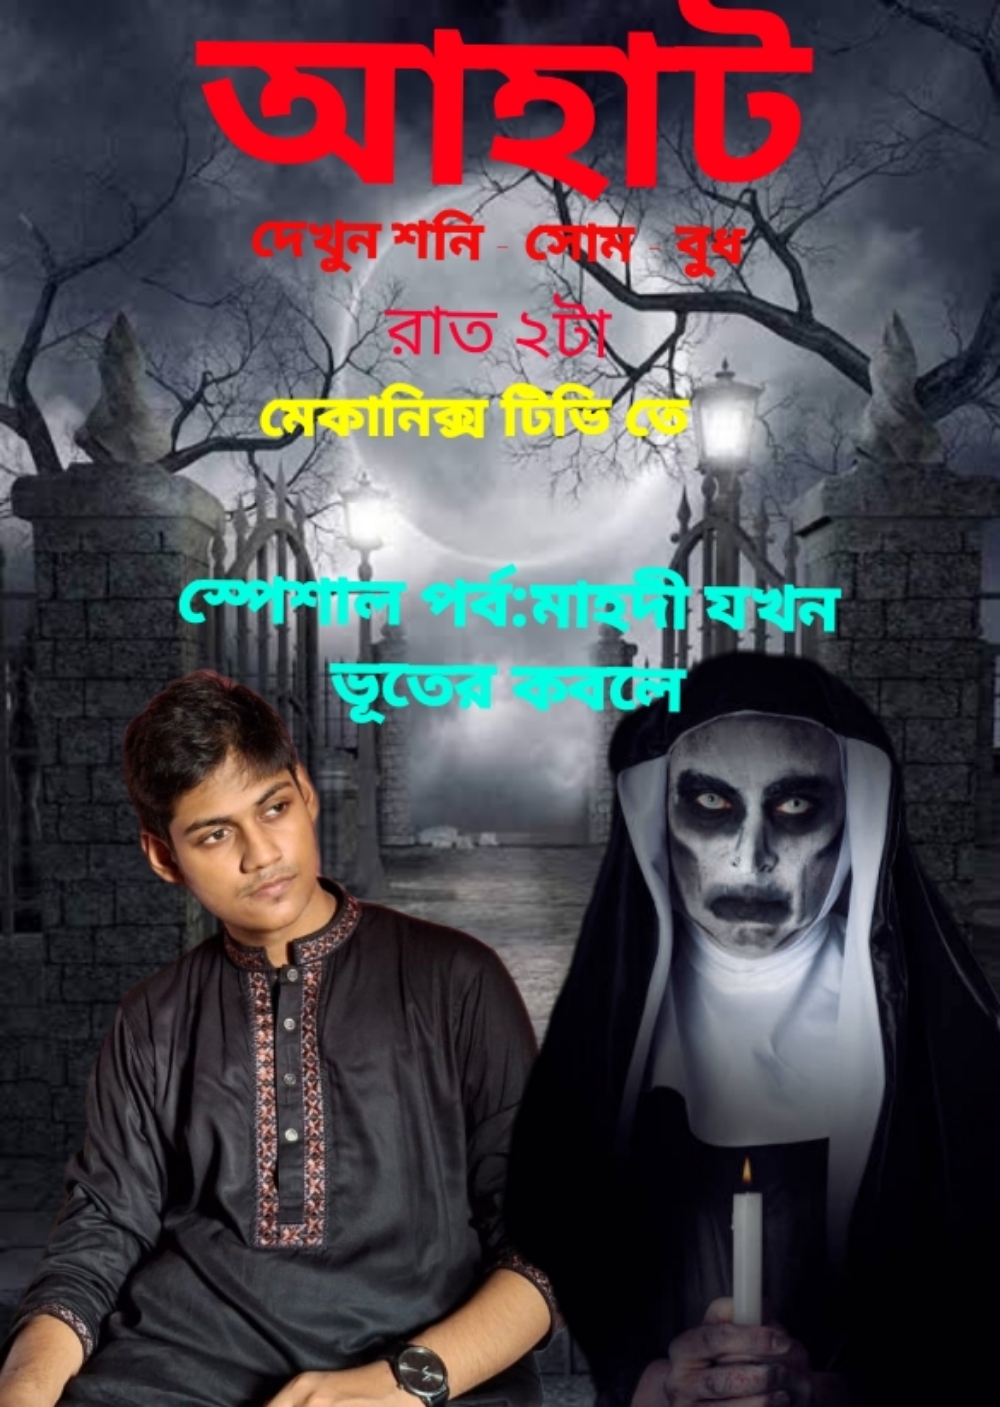 আহাট
দেখুন শনি - সোম - বুধ
রাত ২টা
মেকানিক্স টিভি তে
স্পেশাল পর্ব:মাহদী যখন
ভূতের কবলে